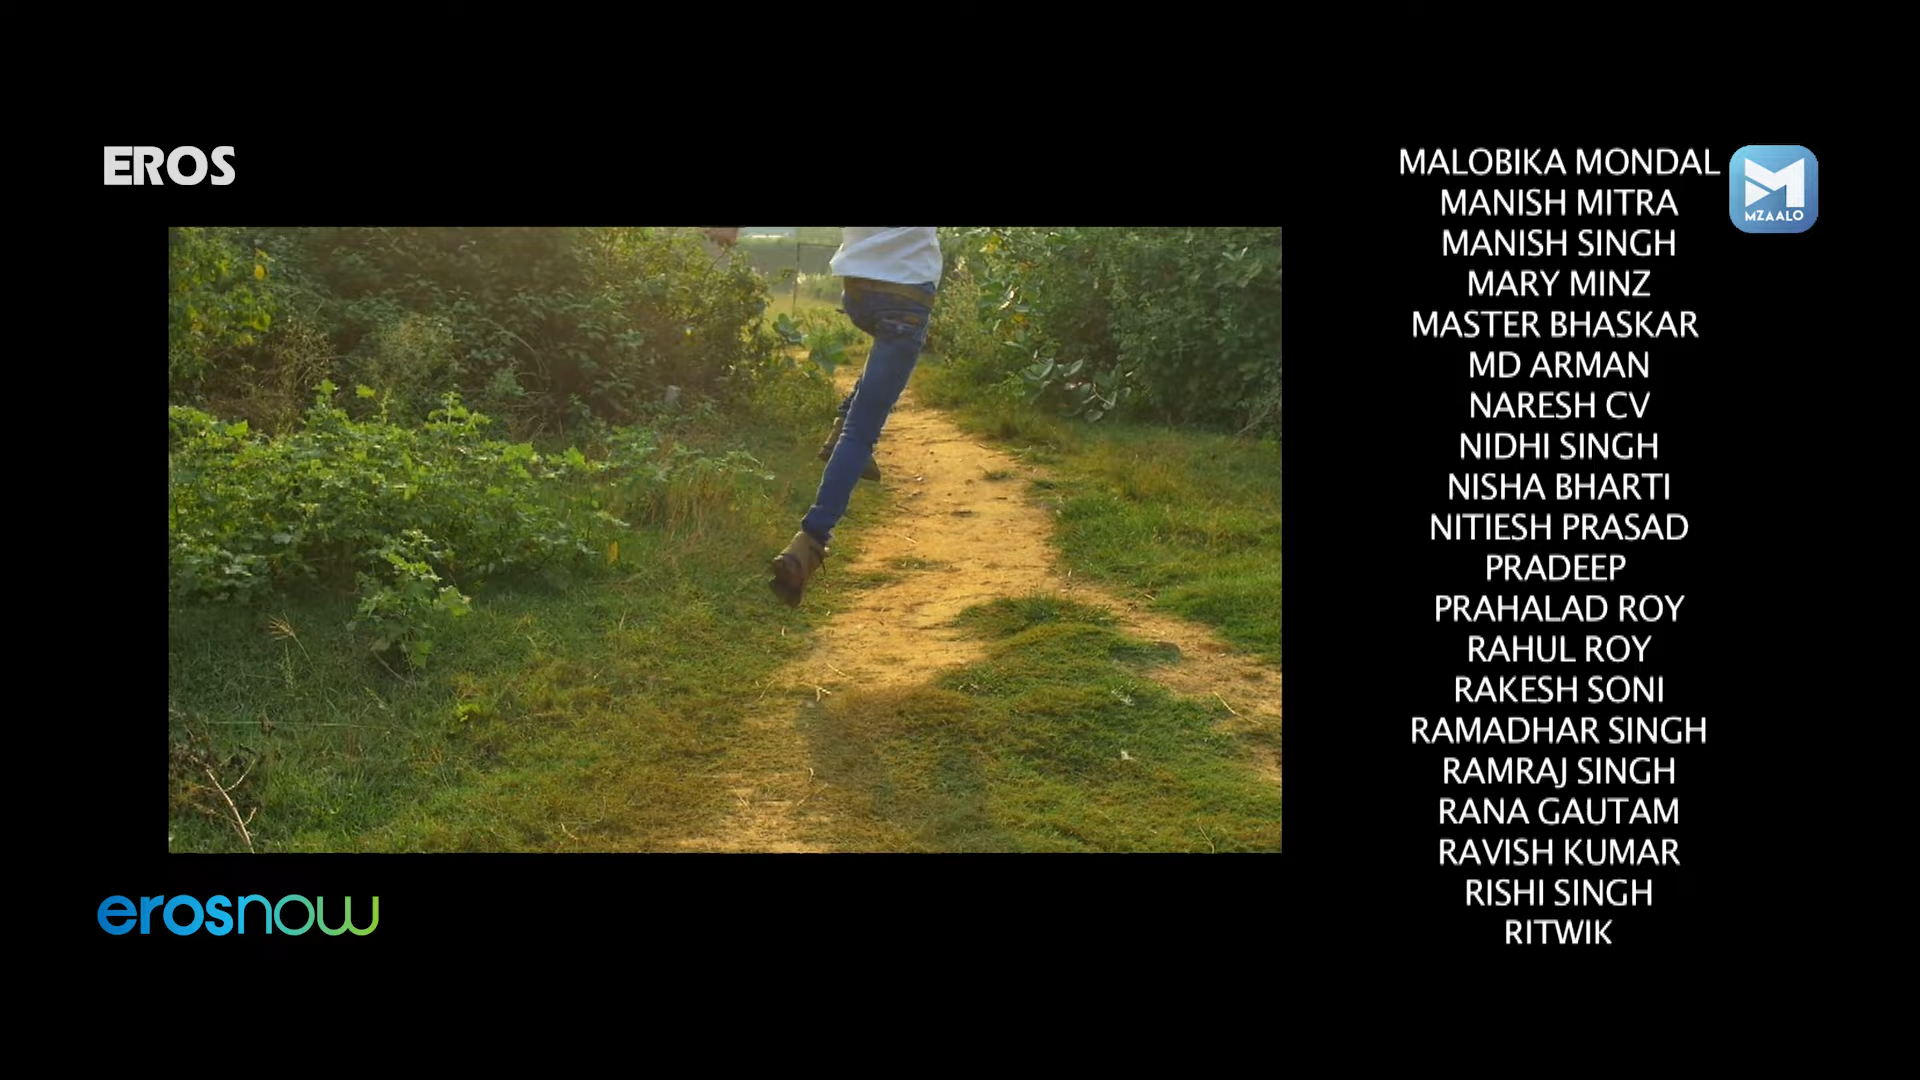 EROS
MALOBIKA MONDAL
MZAALO
MANISH MITRA
MANISH SINGH
MARY MINZ
MASTER BHASKAR
MD ARMAN
NARESH CV
NIDHI SINGH
NISHA BHARTI
NITIESH PRASAD
PRADEEP
PRAHALAD ROY
RAHUL ROY
RAKESH SONI
RAMADHAR SINGH
RAMRAJ SINGH
RANA GAUTAM
RAVISH KUMAR
RISHI SINGH
RITWIK
erosnow